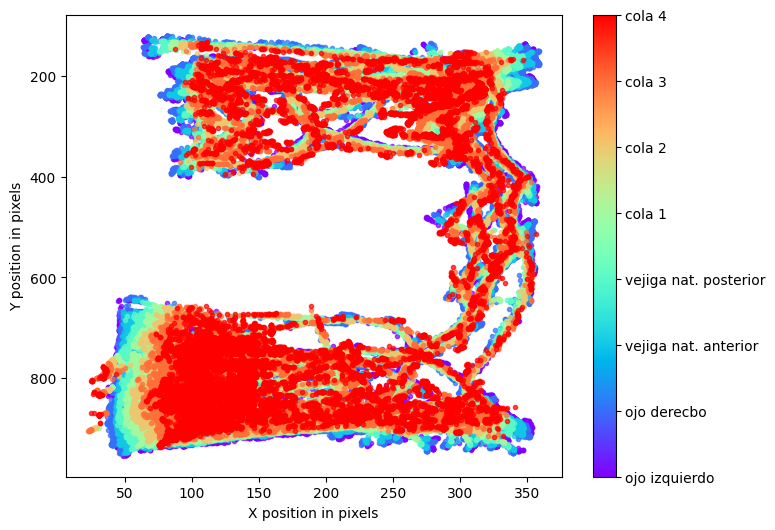 Y position in pixels
200
400
600
800
50
100
150
200
250
300
350
X position in pixels
cola 4
cola 3
cola 2
cola 1
vejiga nat. posterior
vejiga nat. anterior
ojo derecbo
ojo izquierdo